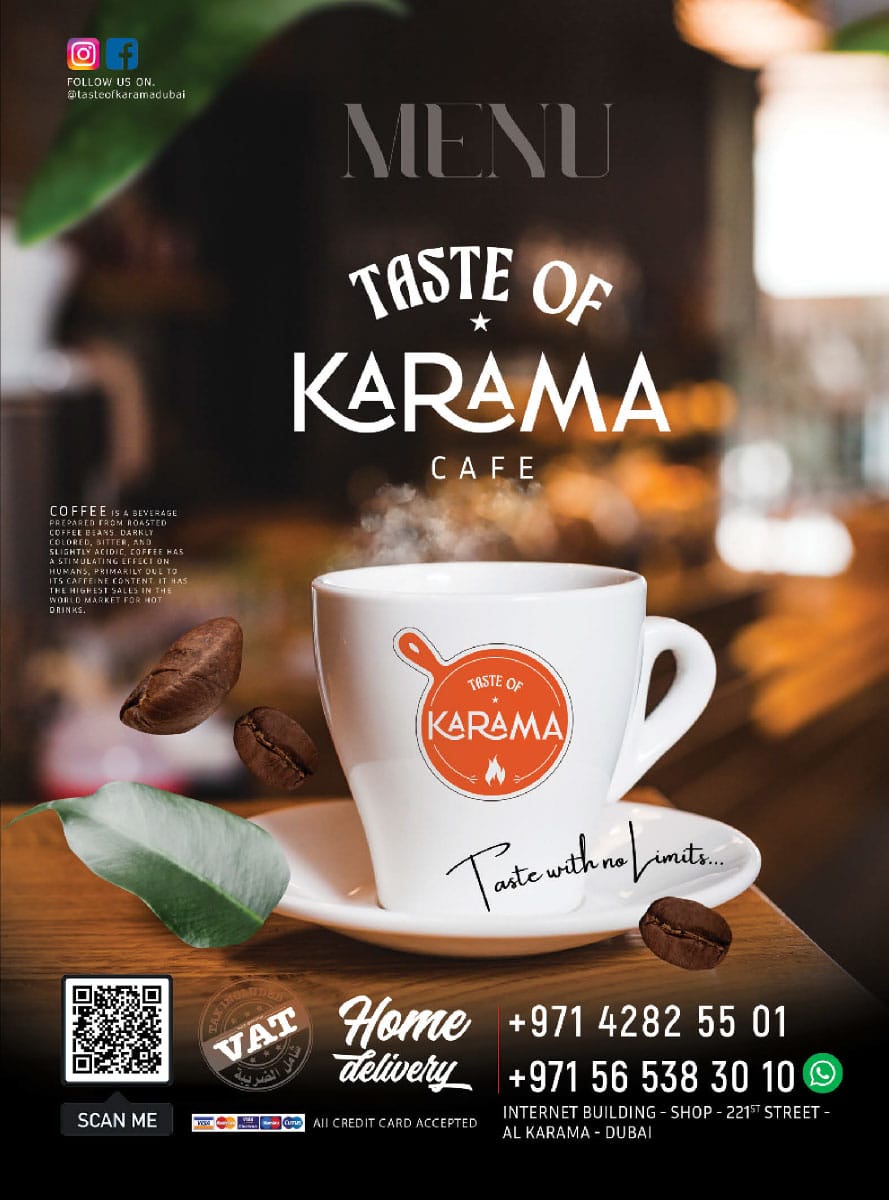 FOLLOW US ON.
@tasteofkaramadubai
MENU
TASTE OF
KARAMA
CAFE
COFFEE IS A BEVERAGE
PREPARED FROM ROASTED
COFFEE BEANS. DARKLY
COLORED, BITTER, AND
SLIGHTLY ACIDIC, COFFEE HAS
A STIMULATING EFFECT ON
HUMANS, PRIMARILY DUE TO
ITS CAFFEINE CONTENT. IT HAS
THE HIGHEST SALES IN THE
WORLD MARKET FOR HOT
DRINKS.
TASTE OF
KARAMA
Taste with no Limits...
SCAN ME
TAX INCLUDED
VAT
شامل الضريبة
Home
delivery
+971 4282 55 01
+971 56 538 30 10
INTERNET BUILDING - SHOP - 221ST STREET -
AL KARAMA - DUBAI
VISA
All CREDIT CARD ACCEPTED